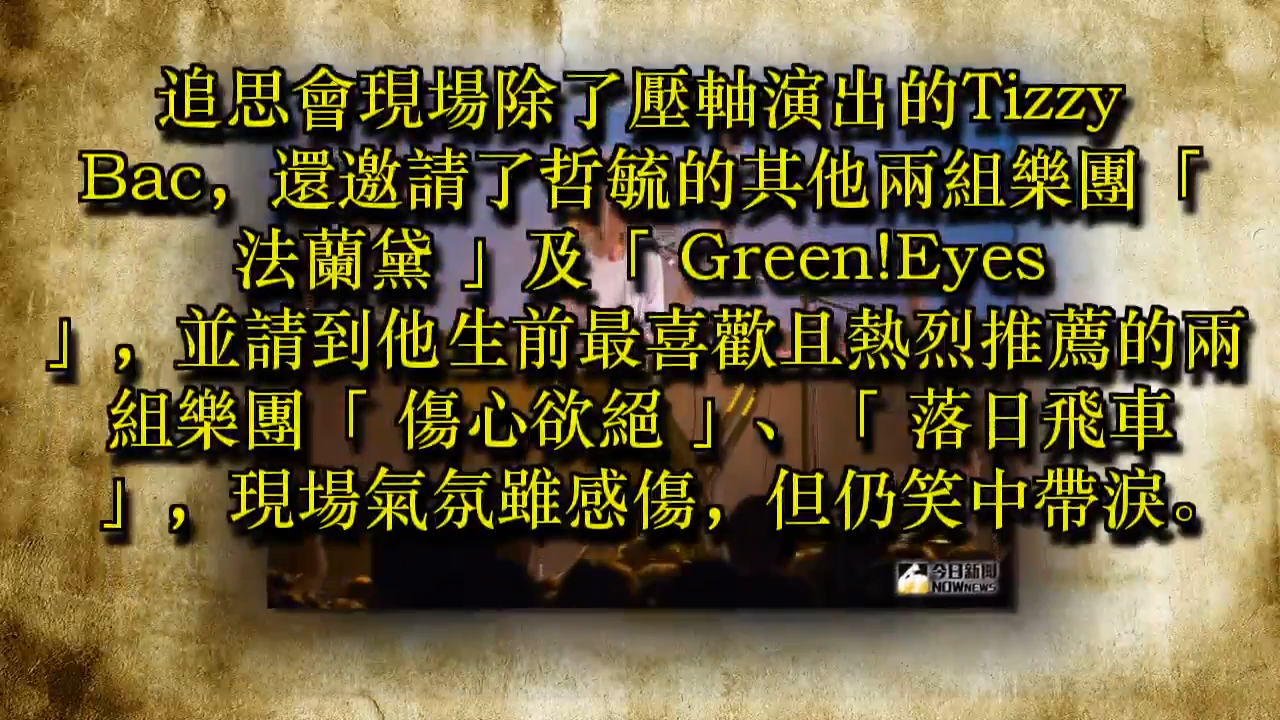 追思會現場除了壓軸演出的Tizzy
Bac，還邀請了哲毓的其他兩組樂團「
法蘭黛 」及「 Green!Eyes
」，並請到他生前最喜歡且熱烈推薦的兩
組樂團「 傷心欲絕 」、「 落日飛車
」，現場氣氛雖感傷，但仍笑中帶淚。
今日新聞
NOWNEWS